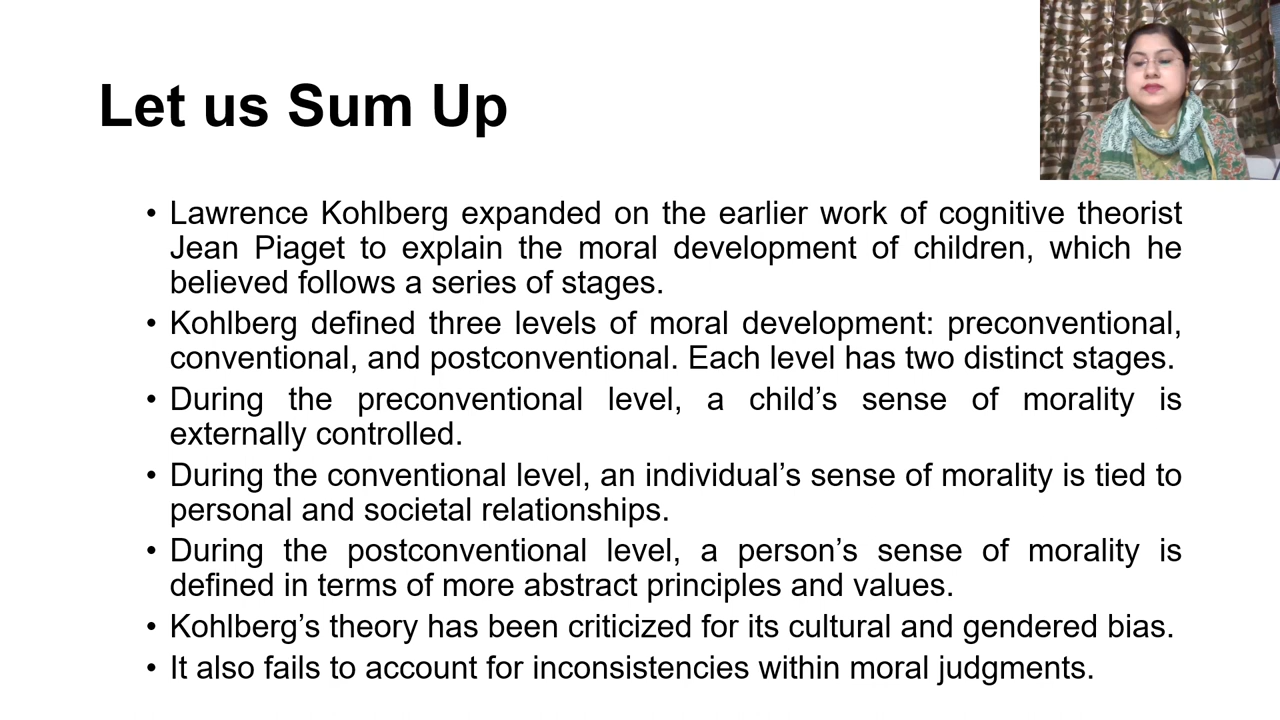 Let us Sum Up
• Lawrence Kohlberg expanded on the earlier work of cognitive theorist
Jean Piaget to explain the moral development of children, which he
believed follows a series of stages.
• Kohlberg defined three levels of moral development: preconventional,
conventional, and postconventional. Each level has two distinct stages.
• During the preconventional level, a child’s sense of morality is
externally controlled.
• During the conventional level, an individual’s sense of morality is tied to
personal and societal relationships.
• During the postconventional level, a person’s sense of morality is
defined in terms of more abstract principles and values.
• Kohlberg’s theory has been criticized for its cultural and gendered bias.
• It also fails to account for inconsistencies within moral judgments.